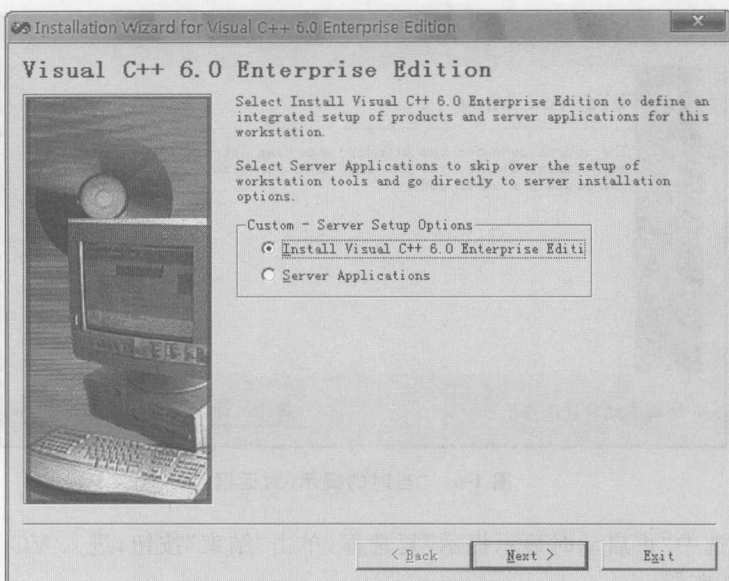 Installation Wizard for Visual C++ 6.0 Enterprise Edition
Visual C++ 6.0 Enterprise Edition
Select Install Visual C++ 6.0 Enterprise Edition to define an
integrated setup of products and server applications for this
workstation.
Select Server Applications to skip over the setup of
workstation tools and go directly to server installation
options.
Custom - Server Setup Options
Install Visual C++ 6.0 Enterprise Editi
Server Applications
< Back
Next >
Exit